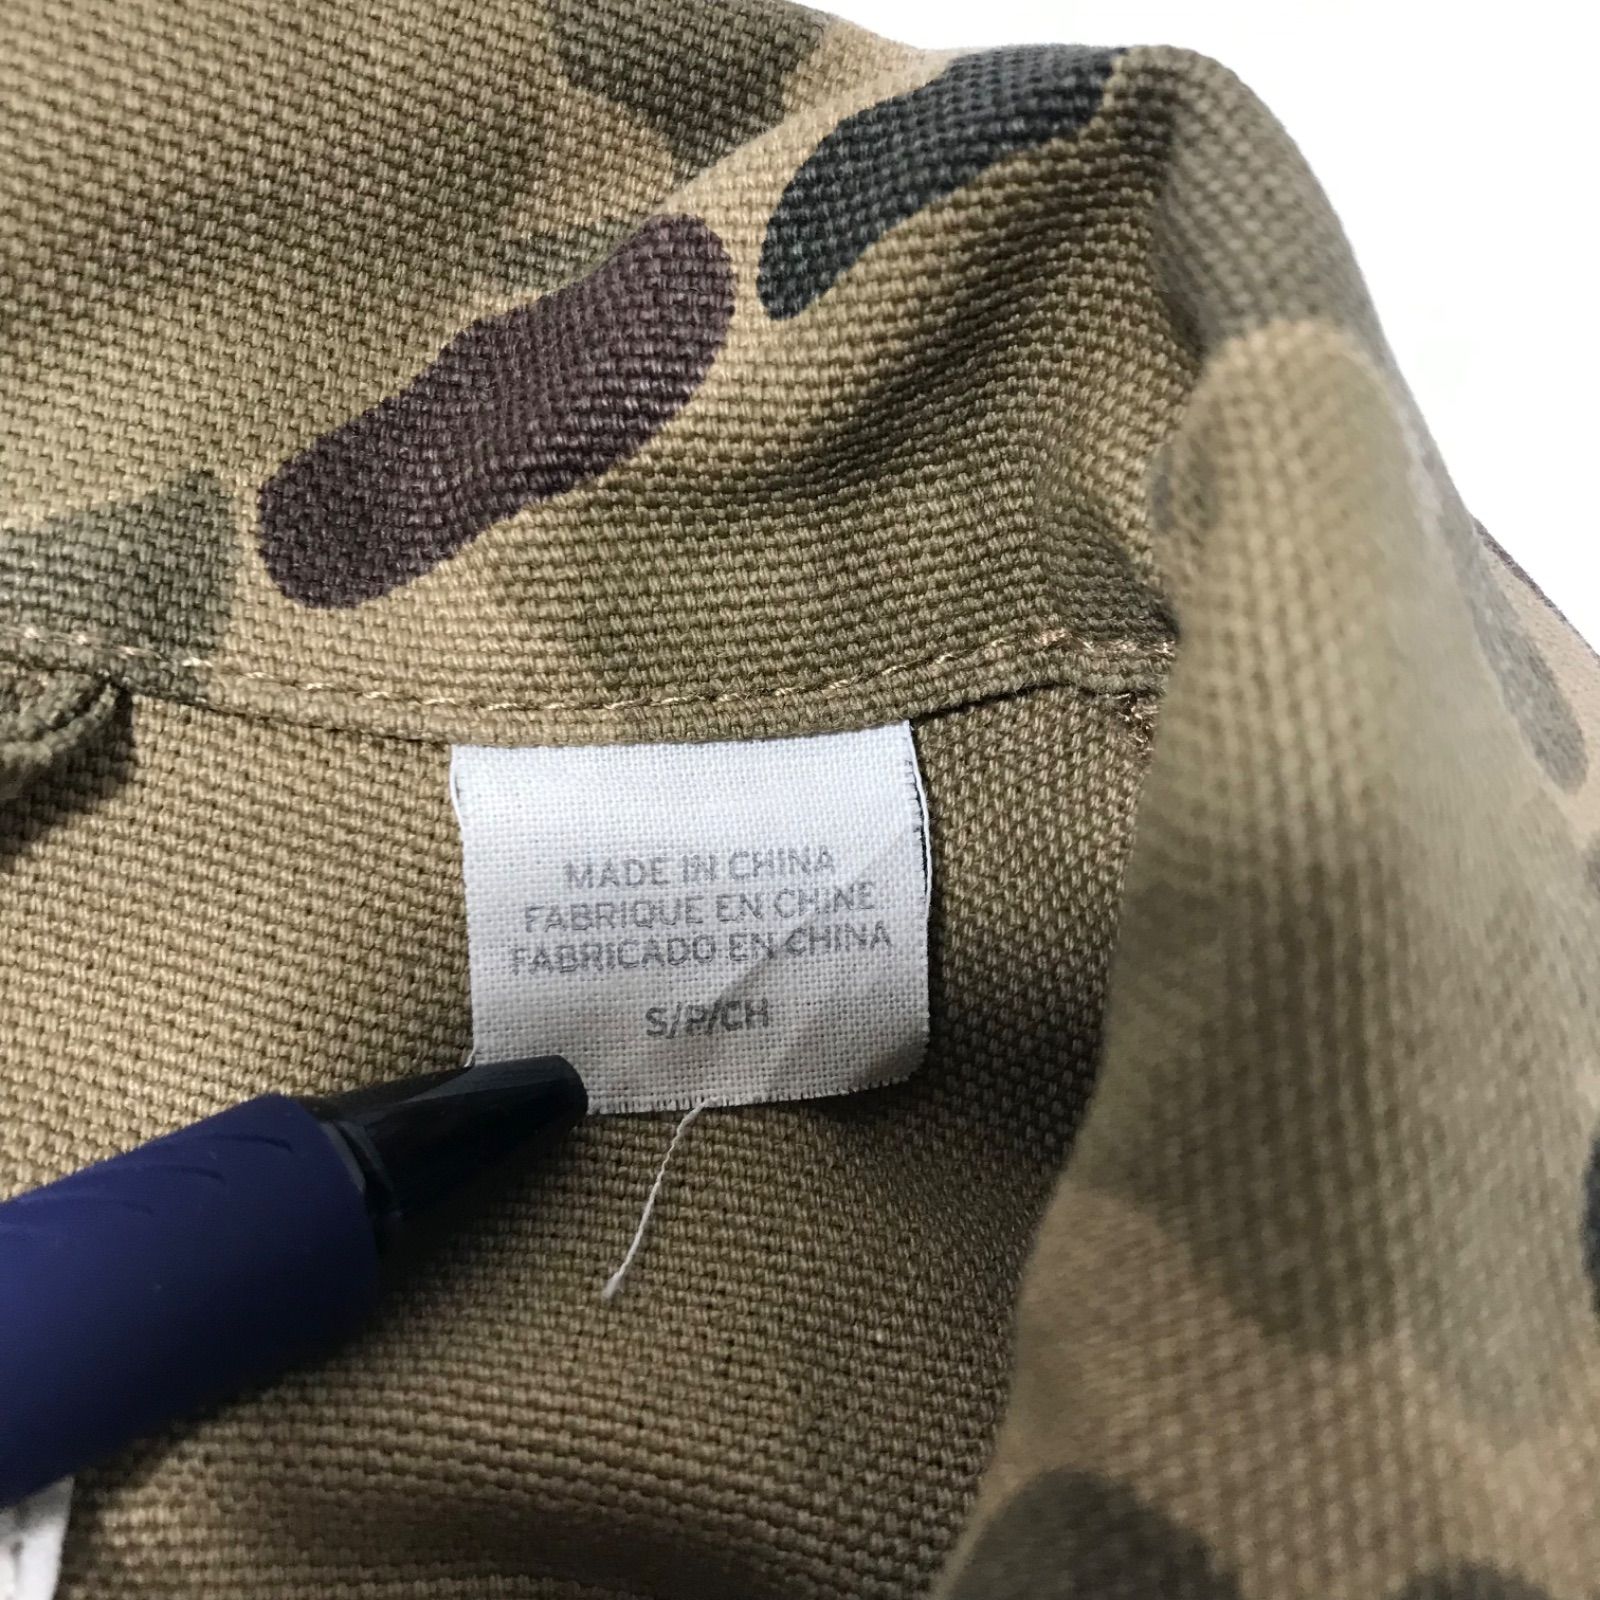 MADE IN CHINA
FABRIQUE EN CHINE
FABRICADO EN CHINA
S/P/CH